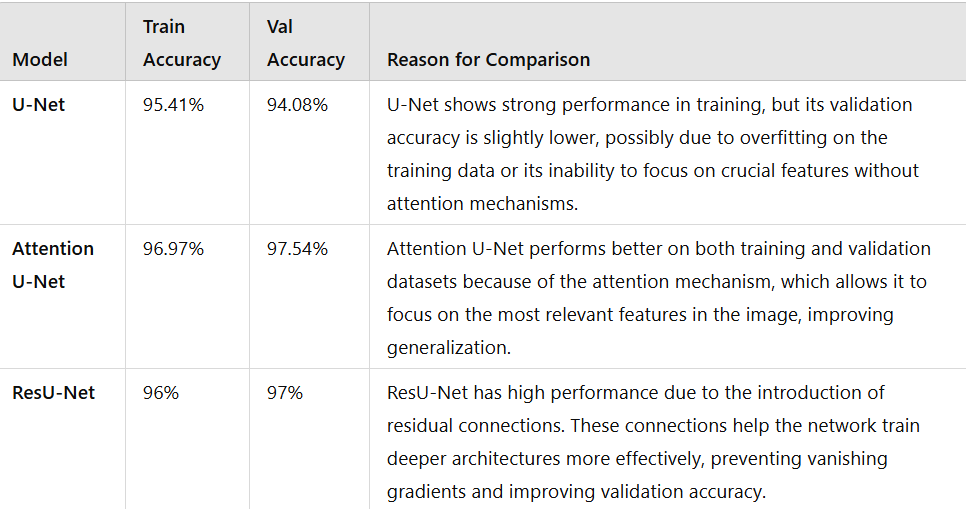 Train Val
Model Accuracy Accuracy Reason for Comparison
U-Net 95.41% 94.08% U-Net shows strong performance in training, but its validation
accuracy is slightly lower, possibly due to overfitting on the
training data or its inability to focus on crucial features without
attention mechanisms.
Attention 96.97% 97.54% Attention U-Net performs better on both training and validation
U-Net datasets because of the attention mechanism, which allows it to
focus on the most relevant features in the image, improving
generalization.
ResU-Net 96% 97% ResU-Net has high performance due to the introduction of
residual connections. These connections help the network train
deeper architectures more effectively, preventing vanishing
gradients and improving validation accuracy.